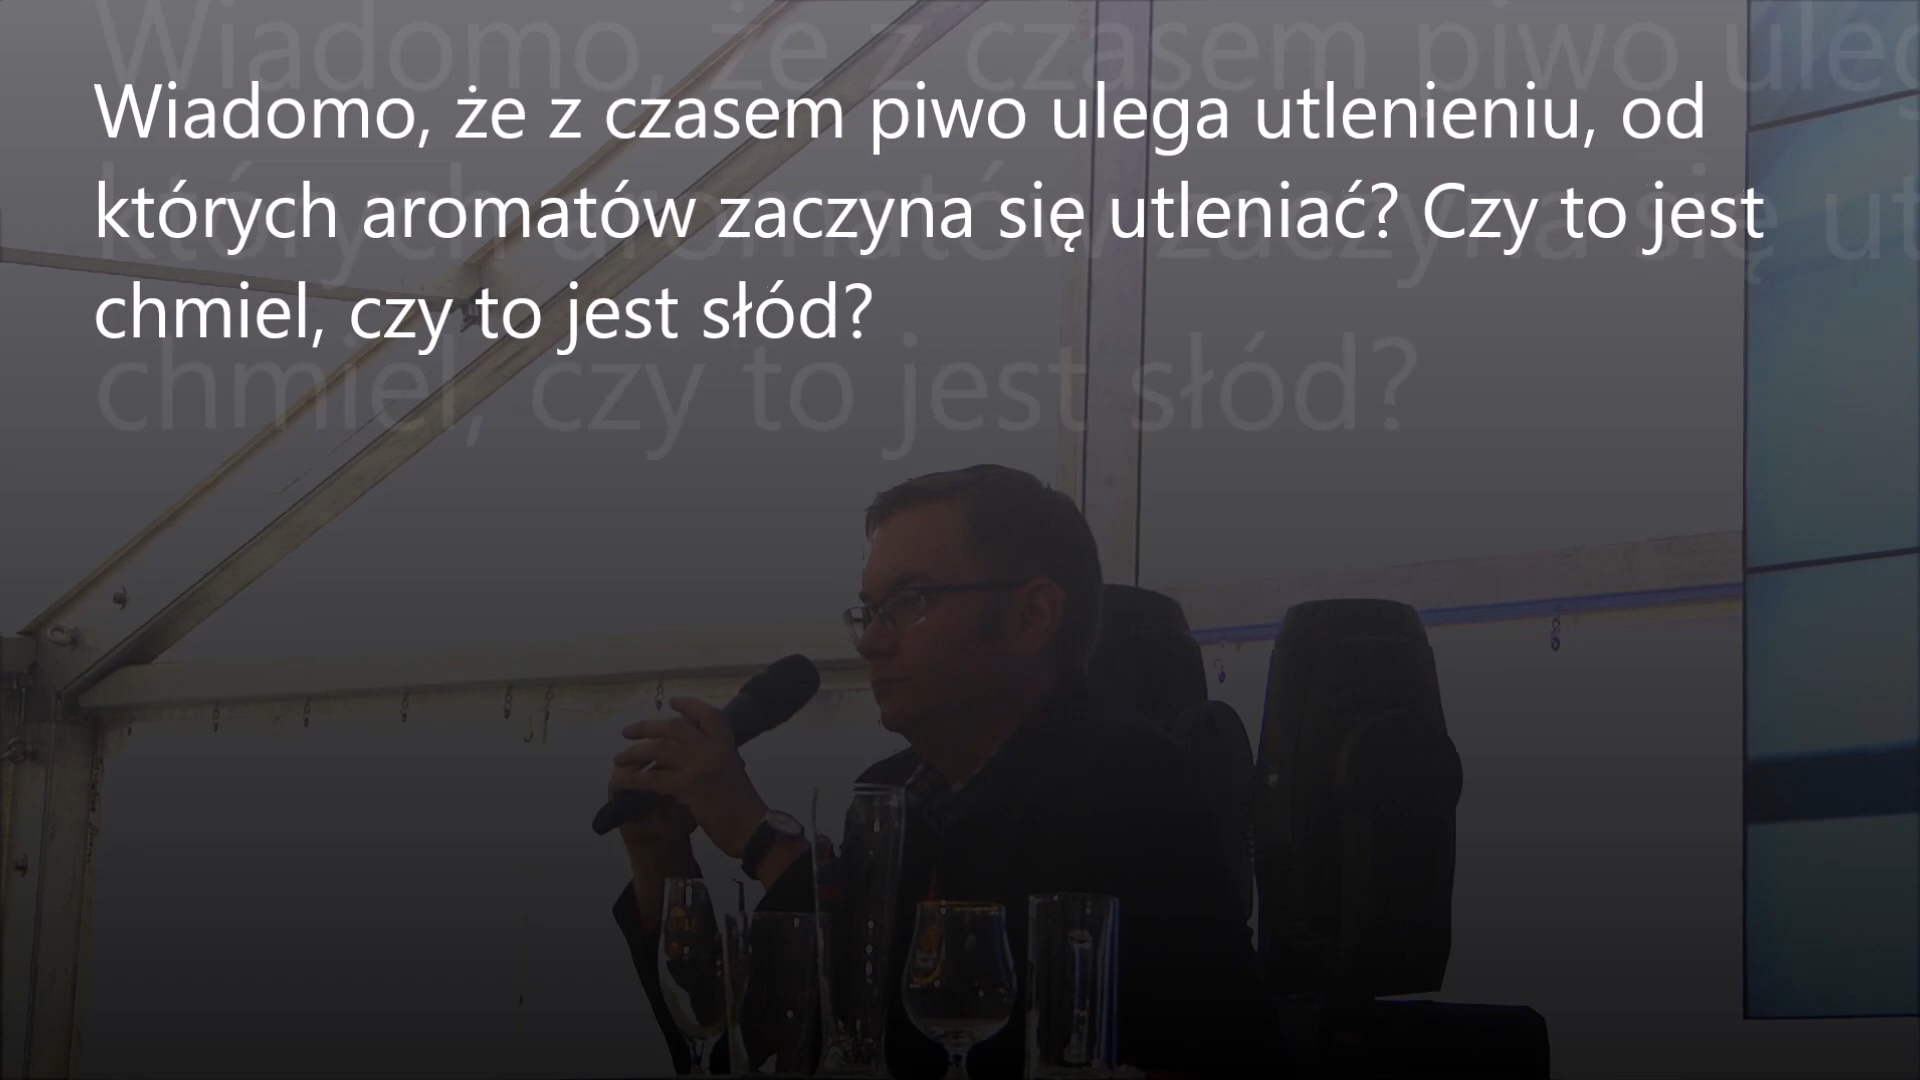 Wiadomo, że z czasem piwo ulega utlenieniu, od
których aromatów zaczyna się utleniać? Czy to jest
chmiel, czy to jest słód?